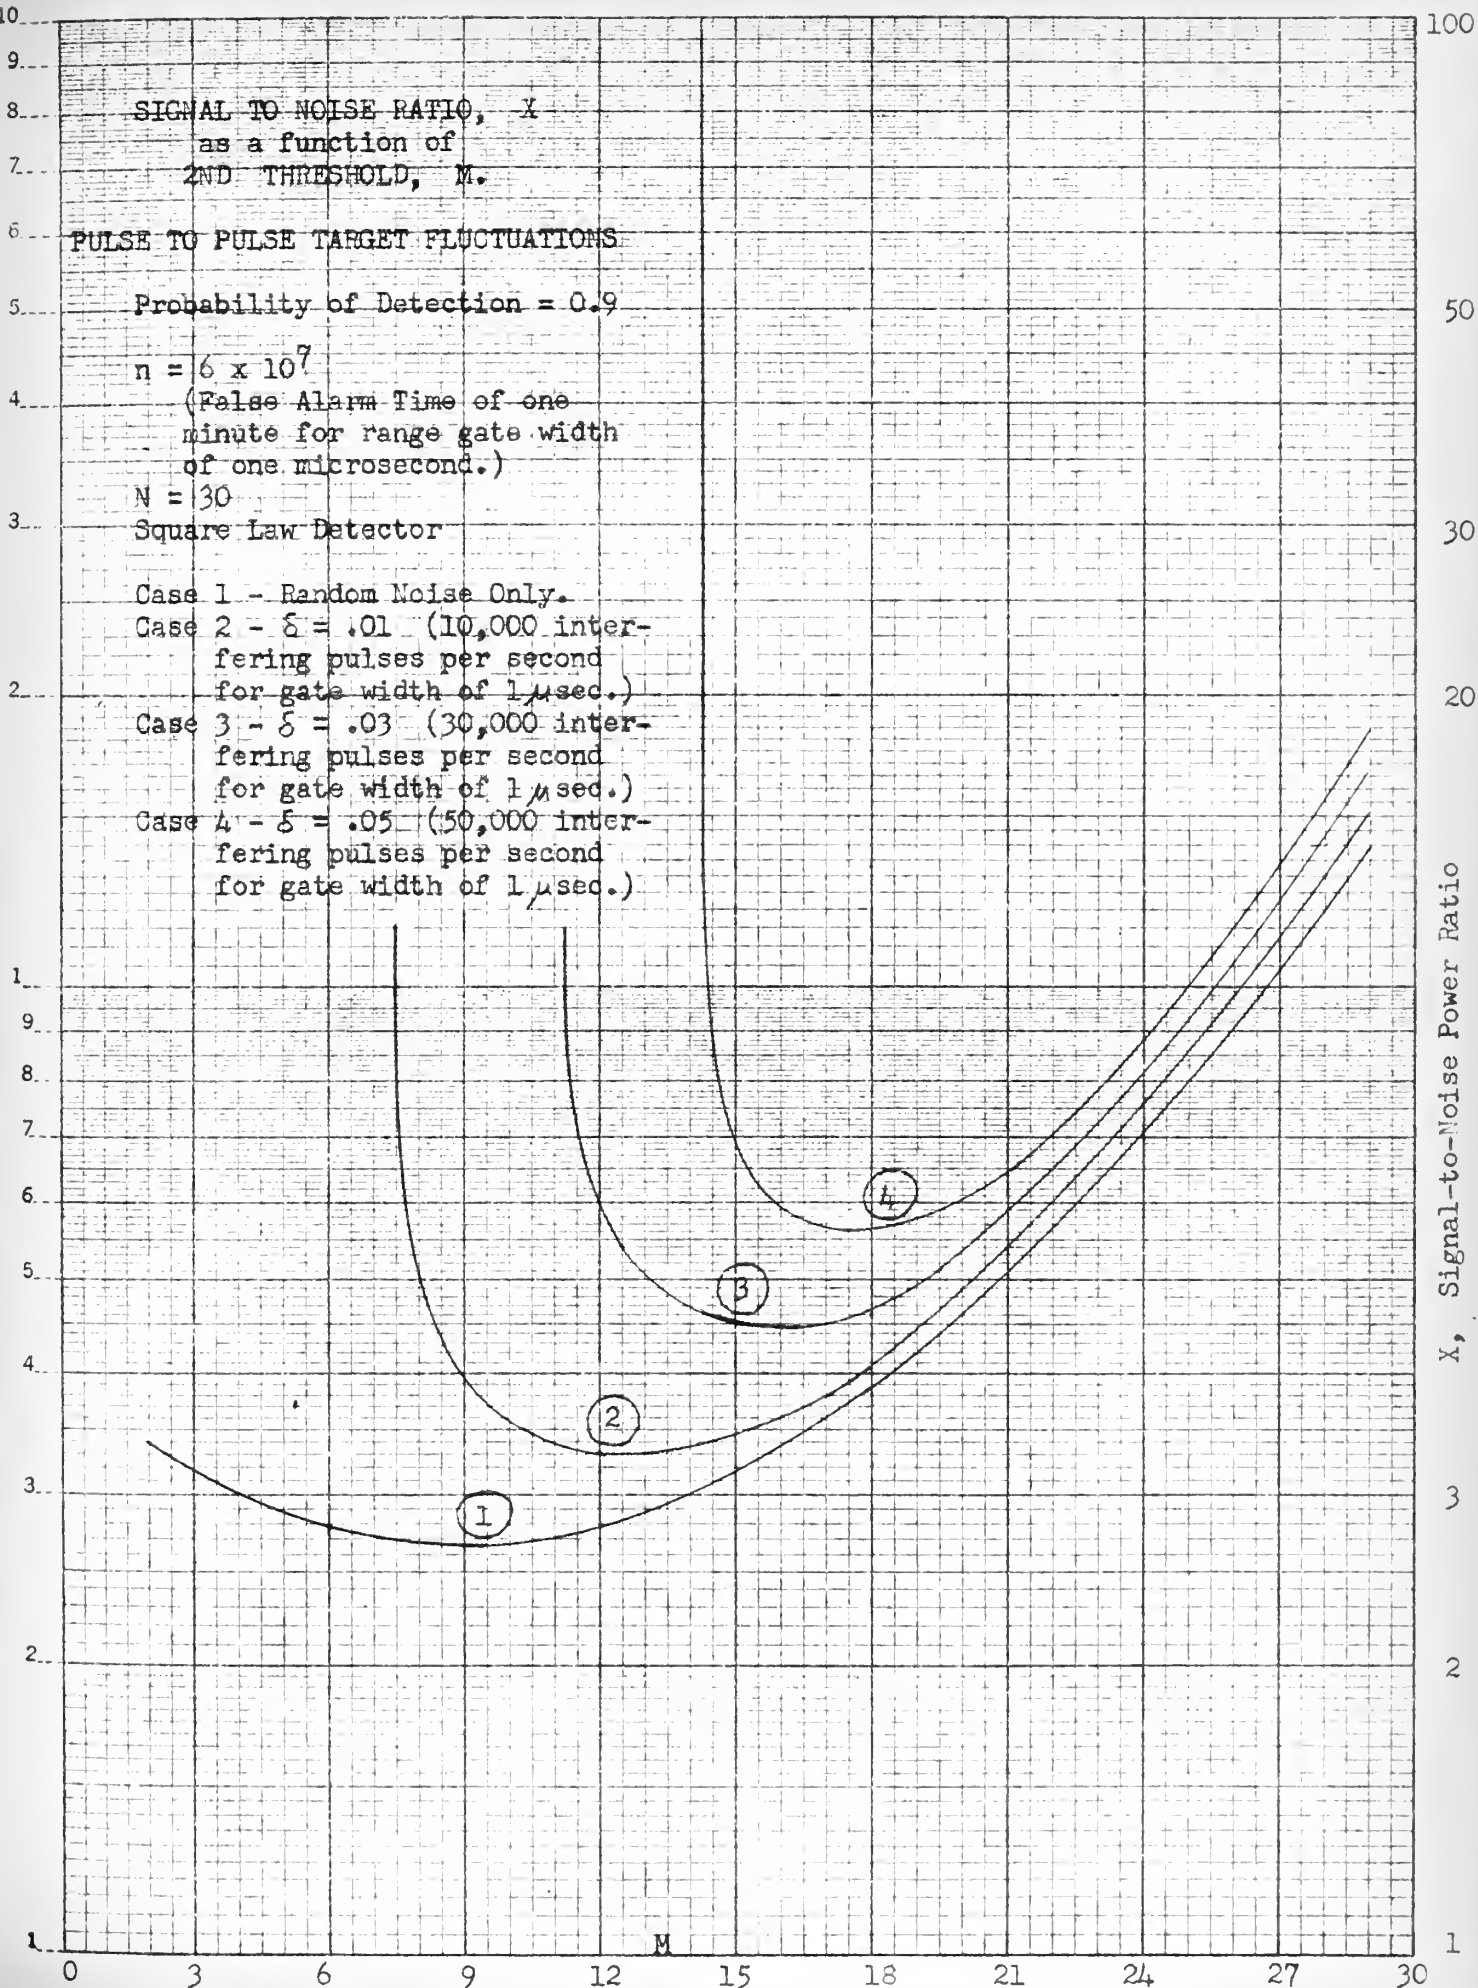 SIGNAL TO NOISE RATIO, X
as a function of
2ND THRESHOLD, M.
PULSE TO PULSE TARGET FLUCTUATIONS
Probability of Detection = 0.9
n = 6 x 10⁷
(False Alarm Time of one
minute for range gate width
of one microsecond.)
N = 30
Square Law Detector
Case 1 - Random Noise Only.
Case 2 - δ = .01 (10,000 inter-
fering pulses per second
for gate width of 1 μsec.)
Case 3 - δ = .03 (30,000 inter-
fering pulses per second
for gate width of 1 μsec.)
Case 4 - δ = .05 (50,000 inter-
fering pulses per second
for gate width of 1 μsec.)
10
9
8
7
6
5
4
3
2
1
9
8
7
6
5
4
3
2
1
4
3
2
1
100
50
30
20
3
2
1
X, Signal-to-Noise Power Ratio
M
0 3 6 9 12 15 18 21 24 27 30